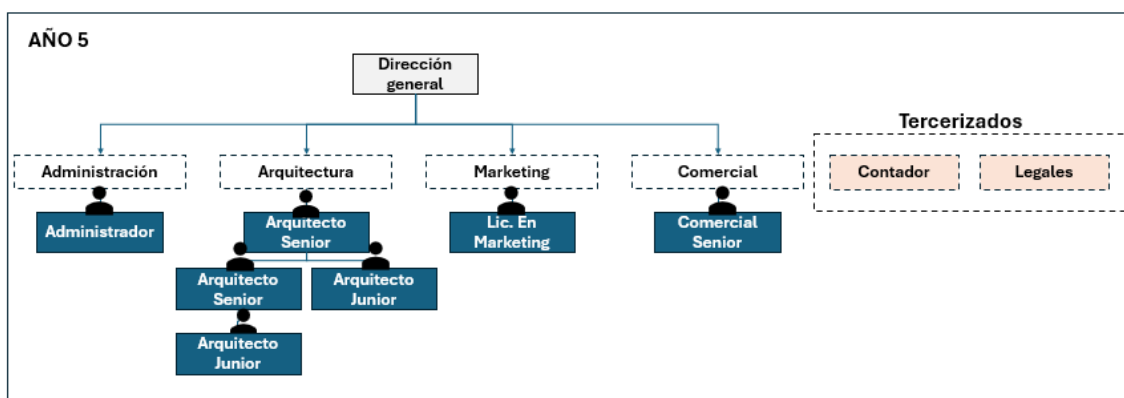 AÑO 5
Dirección
general
Tercerizados
Administración
Arquitectura
Marketing
Comercial
Contador
Legales
Administrador
Arquitecto
Senior
Lic. En
Marketing
Comercial
Senior
Arquitecto
Senior
Arquitecto
Junior
Arquitecto
Junior